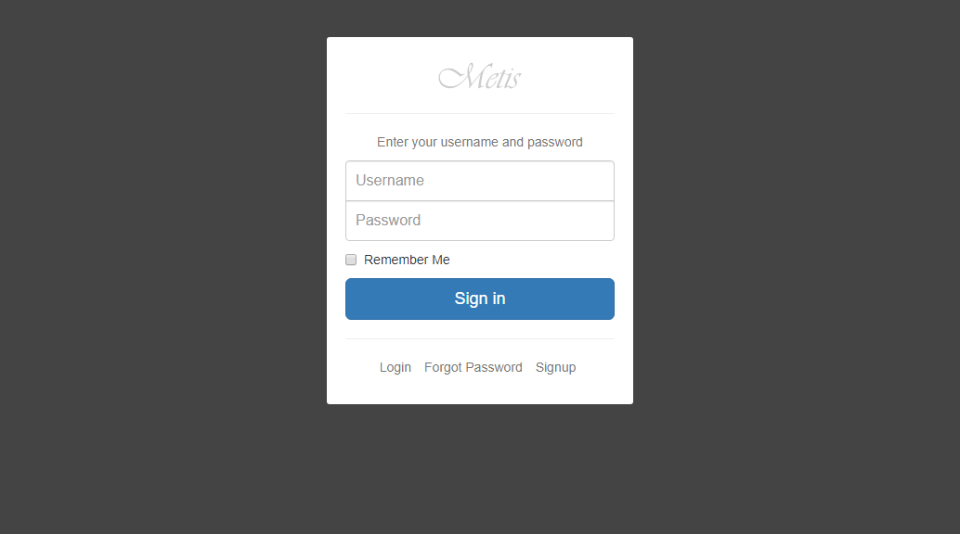 Metis
Enter your username and password
Username
Password
Remember Me
Sign in
Login Forgot Password Signup